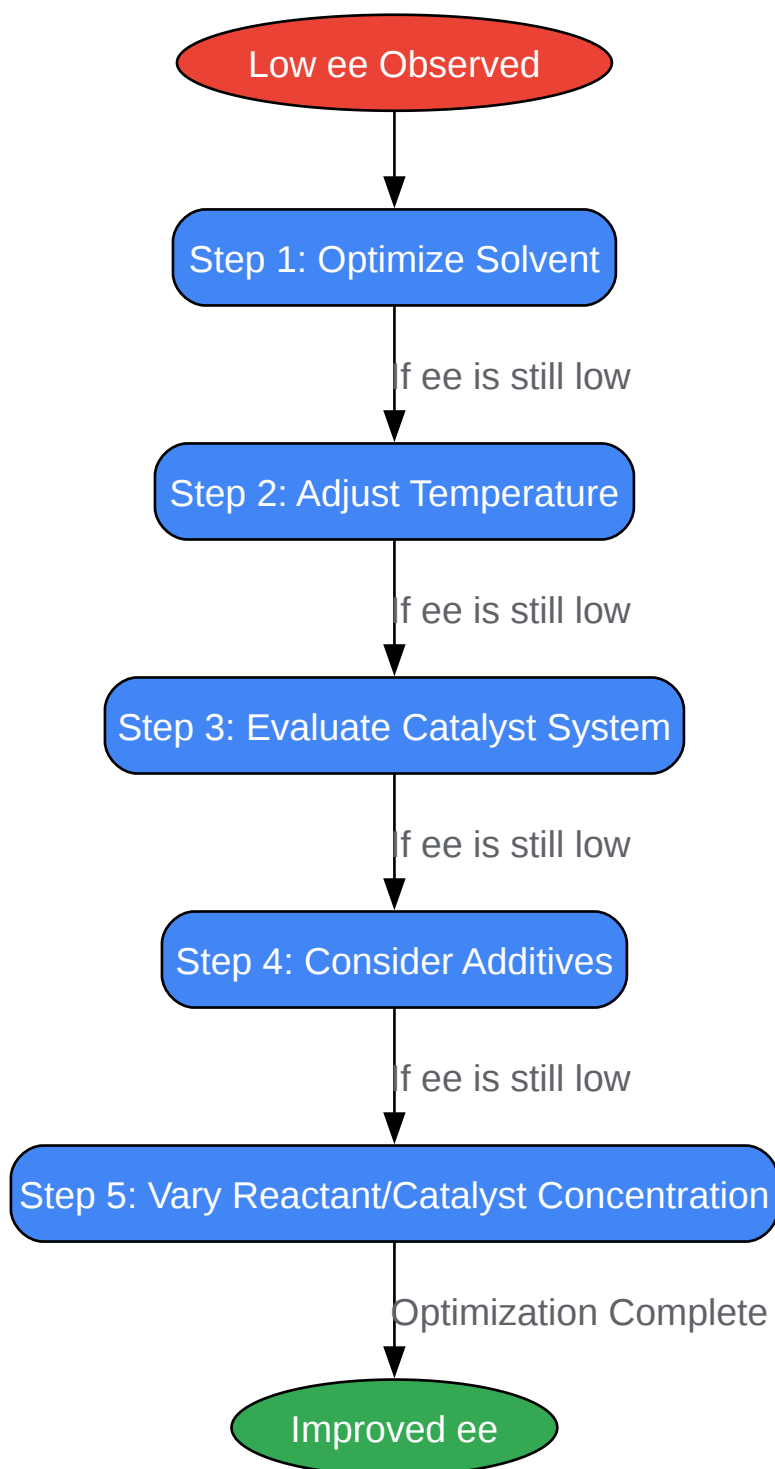 Low ee Observed
Step 1: Optimize Solvent
If ee is still low
Step 2: Adjust Temperature
If ee is still low
Step 3: Evaluate Catalyst System
If ee is still low
Step 4: Consider Additives
If ee is still low
Step 5: Vary Reactant/Catalyst Concentration
Optimization Complete
Improved ee